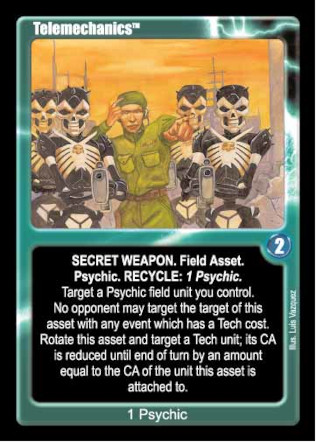 Telemechanics™
2
SECRET WEAPON. Field Asset.
Psychic. RECYCLE: 1 Psychic.
Target a Psychic field unit you control.
No opponent may target the target of this
asset with any event which has a Tech cost.
Rotate this asset and target a Tech unit; its CA
is reduced until end of turn by an amount
equal to the CA of the unit this asset is
attached to.
Illus. Luis Vazquez
1 Psychic